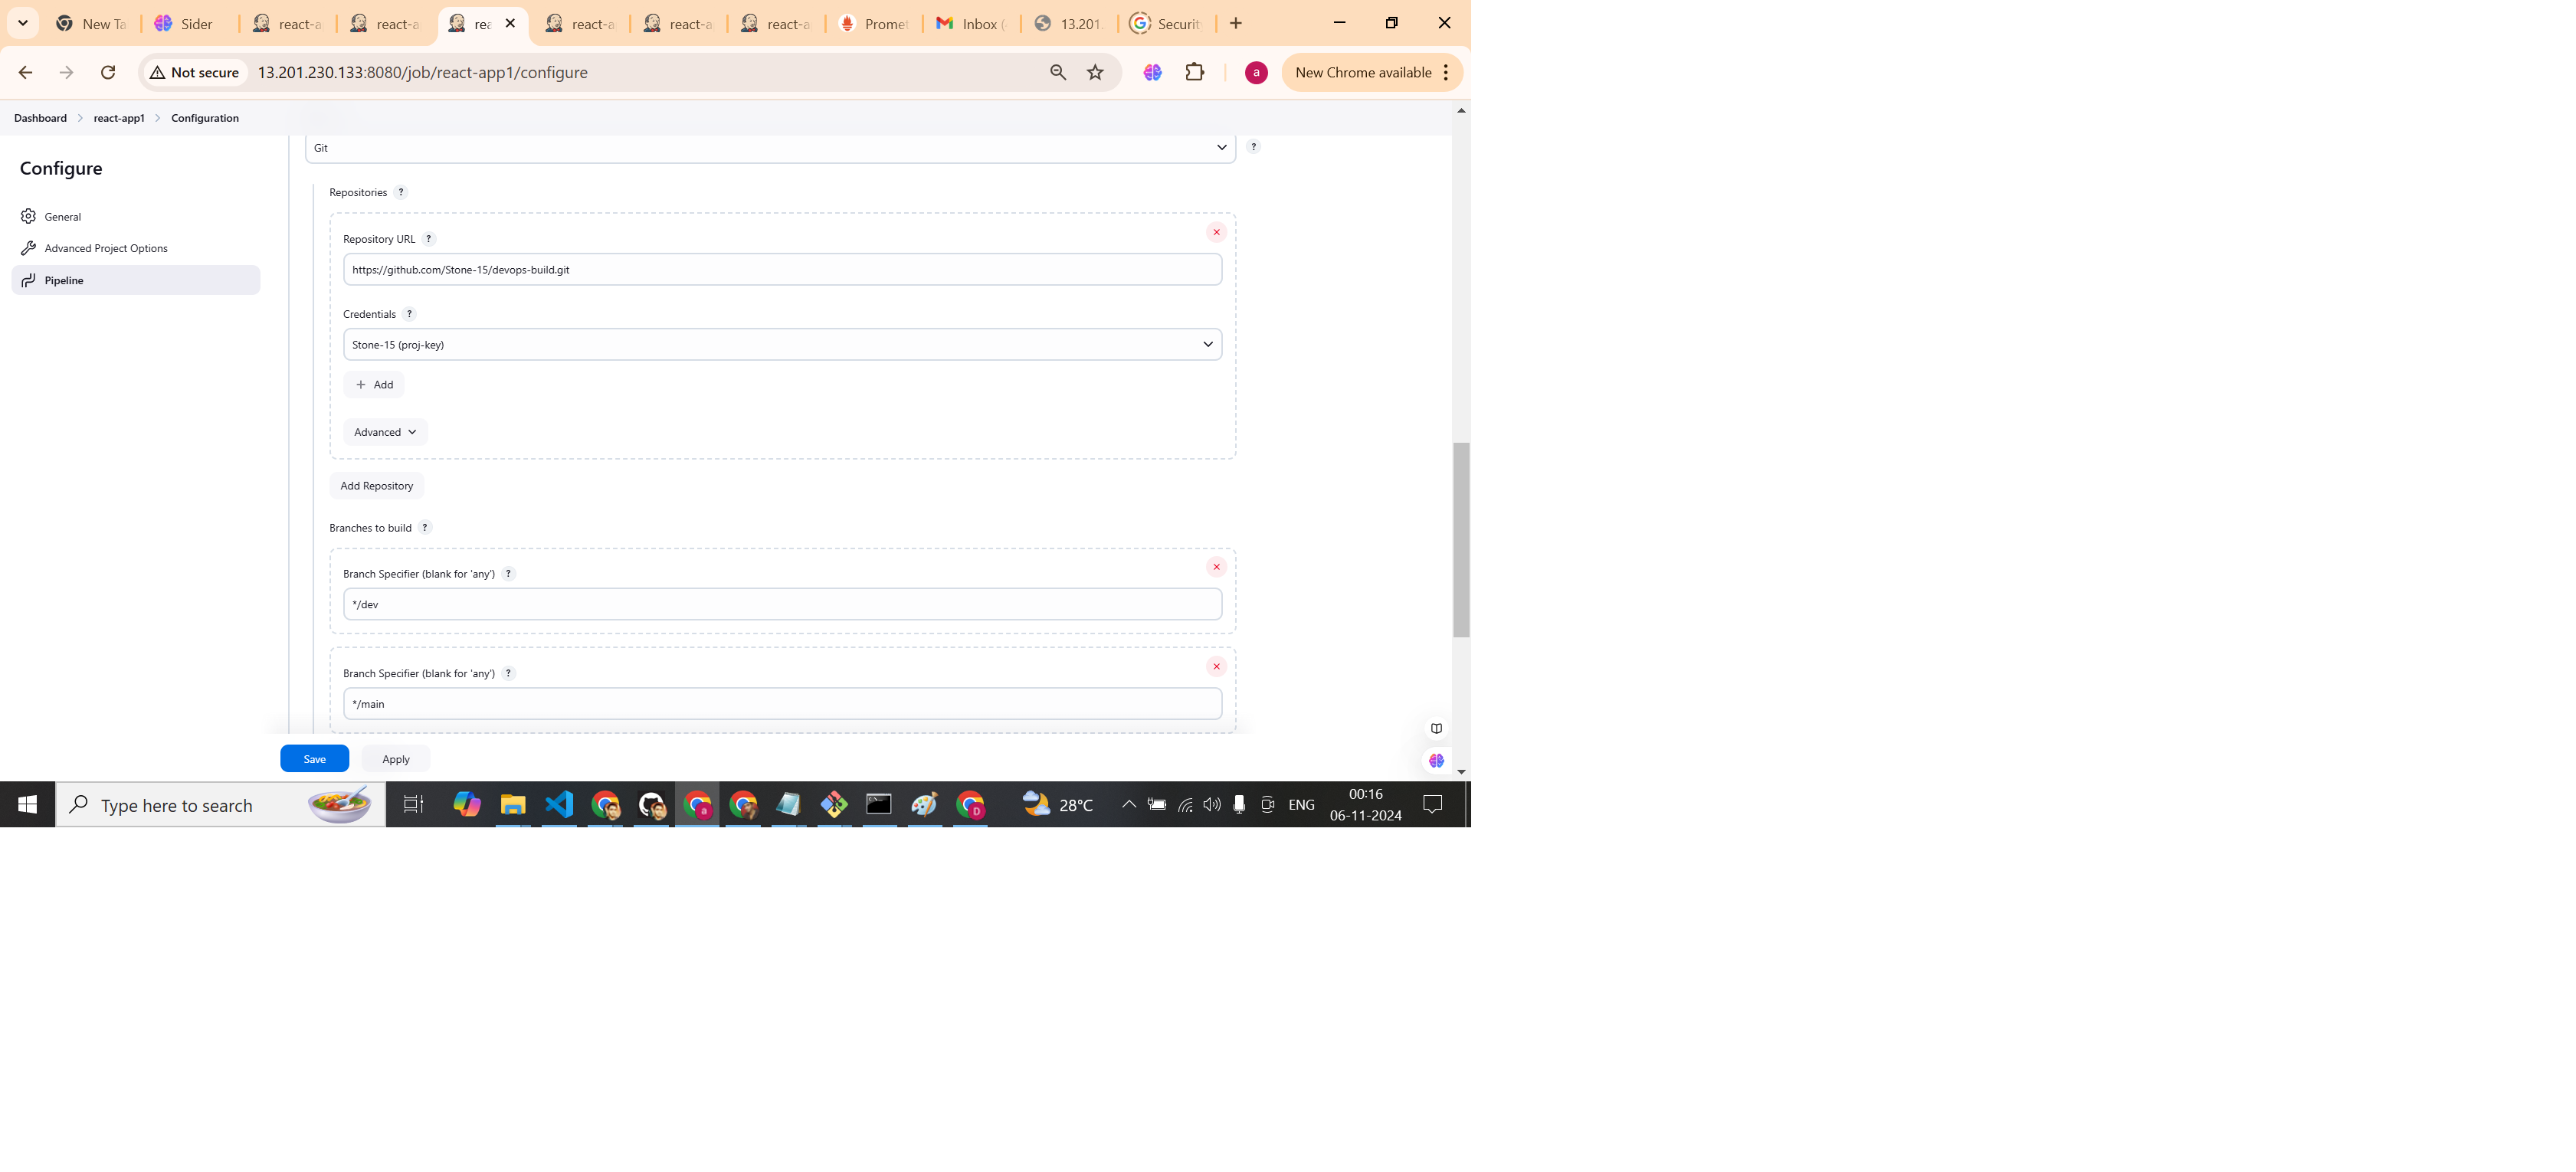 New Ta
Sider
react-a
react-a
rea
react-a
react-a
react-a
Promet
Inbox (
13.201.
Securit
Not secure
13.201.230.133:8080/job/react-app1/configure
a
New Chrome available
Dashboard > react-app1 > Configuration
Configure
General
Advanced Project Options
Pipeline
Git
?
Repositories ?
Repository URL ?
https://github.com/Stone-15/devops-build.git
Credentials ?
Stone-15 (proj-key)
+ Add
Advanced
Add Repository
Branches to build ?
Branch Specifier (blank for 'any') ?
*/dev
Branch Specifier (blank for 'any') ?
*/main
Save
Apply
Type here to search
28°C
ENG
00:16
06-11-2024